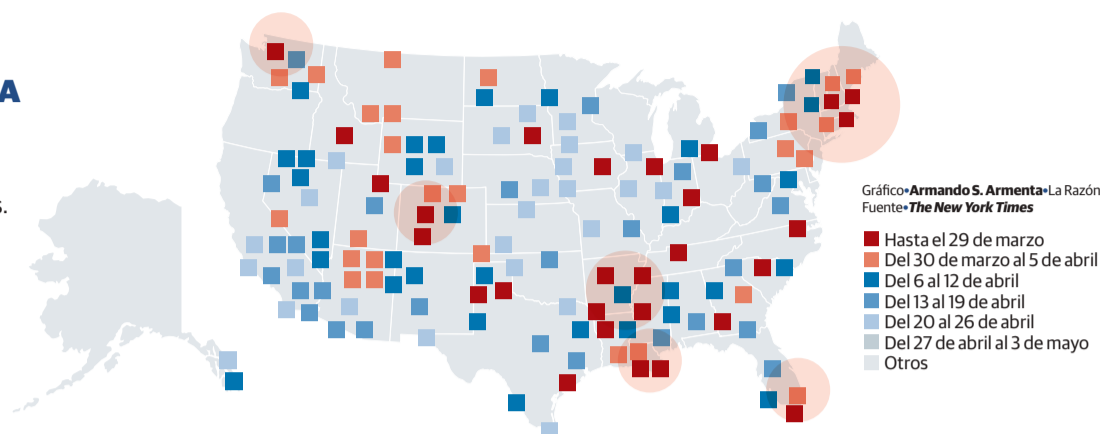 A
s.
Gráfico•Armando S. Armenta•La Razón
Fuente•The New York Times
Hasta el 29 de marzo
Del 30 de marzo al 5 de abril
Del 6 al 12 de abril
Del 13 al 19 de abril
Del 20 al 26 de abril
Del 27 de abril al 3 de mayo
Otros